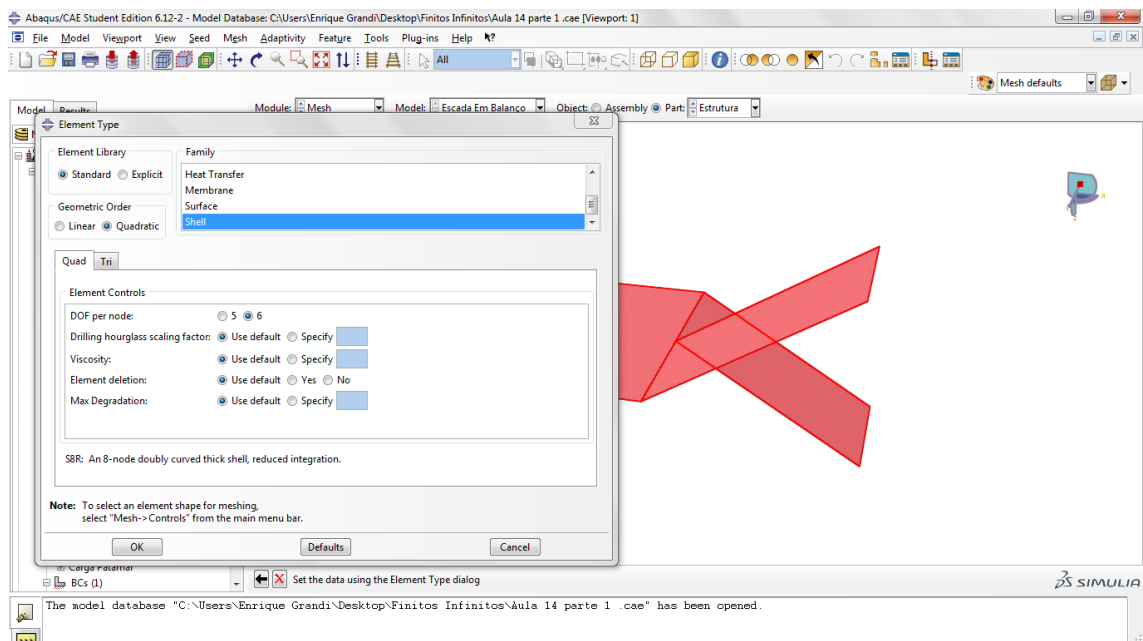 Abaqus/CAE Student Edition 6.12-2 - Model Database: C:\Users\Enrique Grandi\Desktop\Finitos Infinitos\Aula 14 parte 1 .cae [Viewport: 1]
File Model Viewport View Seed Mesh Adaptivity Feature Tools Plug-ins Help
All
Mesh defaults
Model Results Module: Mesh Model: Escada Em Balanço Object: Assembly Part: Estrutura
Element Type
Element Library
Standard Explicit
Geometric Order
Linear Quadratic
Family
Heat Transfer
Membrane
Surface
Shell
Quad Tri
Element Controls
DOF per node: 5 6
Drilling hourglass scaling factor: Use default Specify
Viscosity: Use default Specify
Element deletion: Use default Yes No
Max Degradation: Use default Specify
S8R: An 8-node doubly curved thick shell, reduced integration.
Note: To select an element shape for meshing,
select "Mesh->Controls" from the main menu bar.
OK Defaults Cancel
Carga Patamar
BCs (1)
Set the data using the Element Type dialog
SIMULIA
The model database "C:\Users\Enrique Grandi\Desktop\Finitos Infinitos\Aula 14 parte 1 .cae" has been opened.